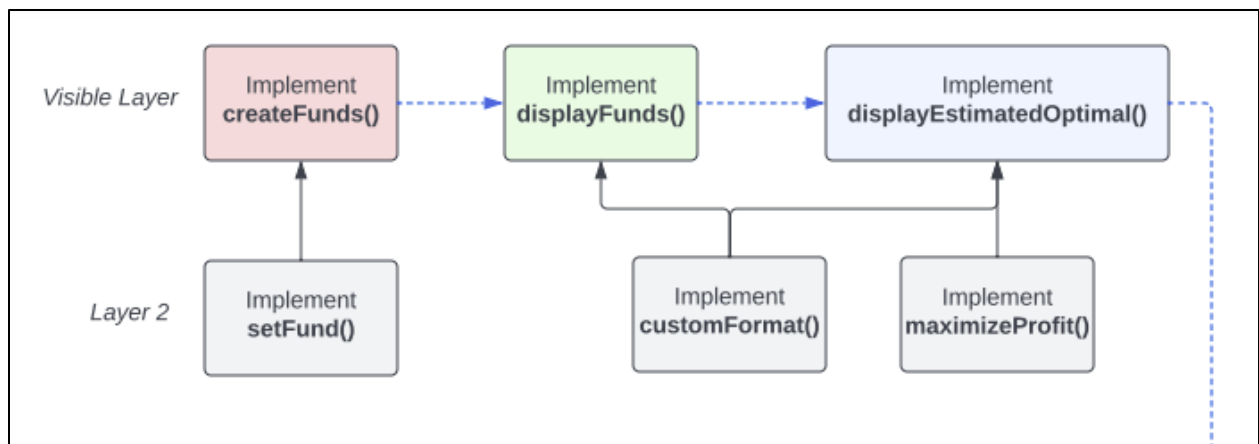 Visible Layer
Implement
createFunds()
Implement
displayFunds()
Implement
displayEstimatedOptimal()
Layer 2
Implement
setFund()
Implement
customFormat()
Implement
maximizeProfit()